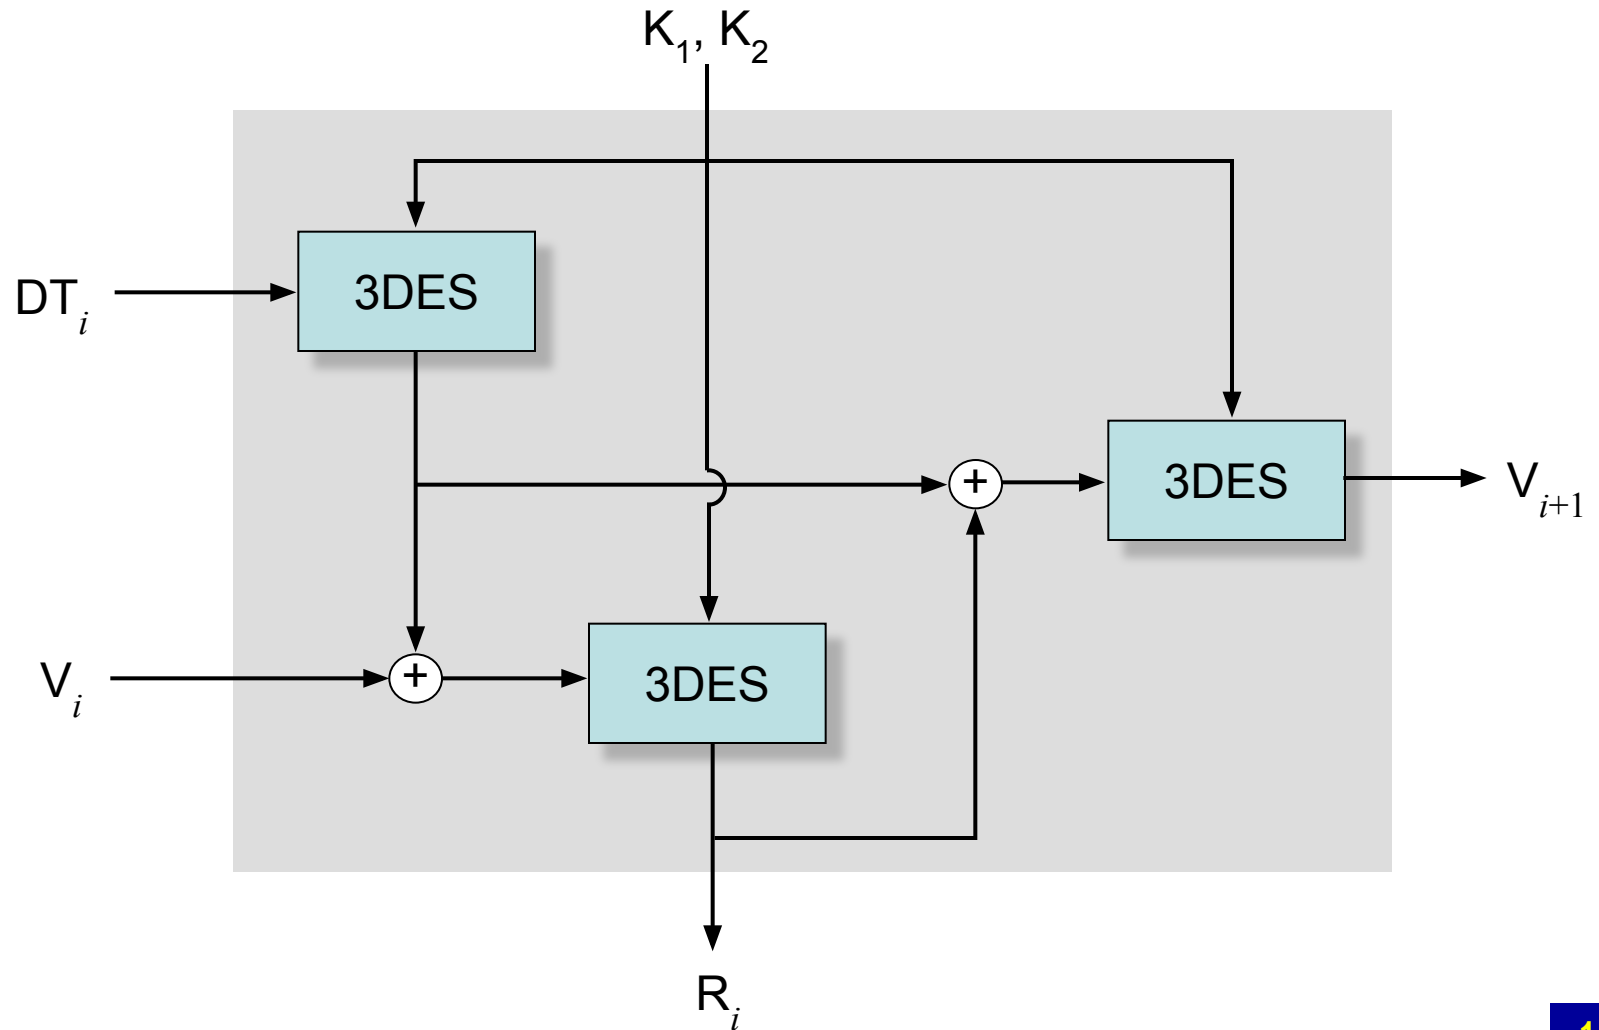 K₁, K₂
3DES
DTᵢ
+
3DES
Vᵢ₊₁
Vᵢ
+
3DES
Rᵢ